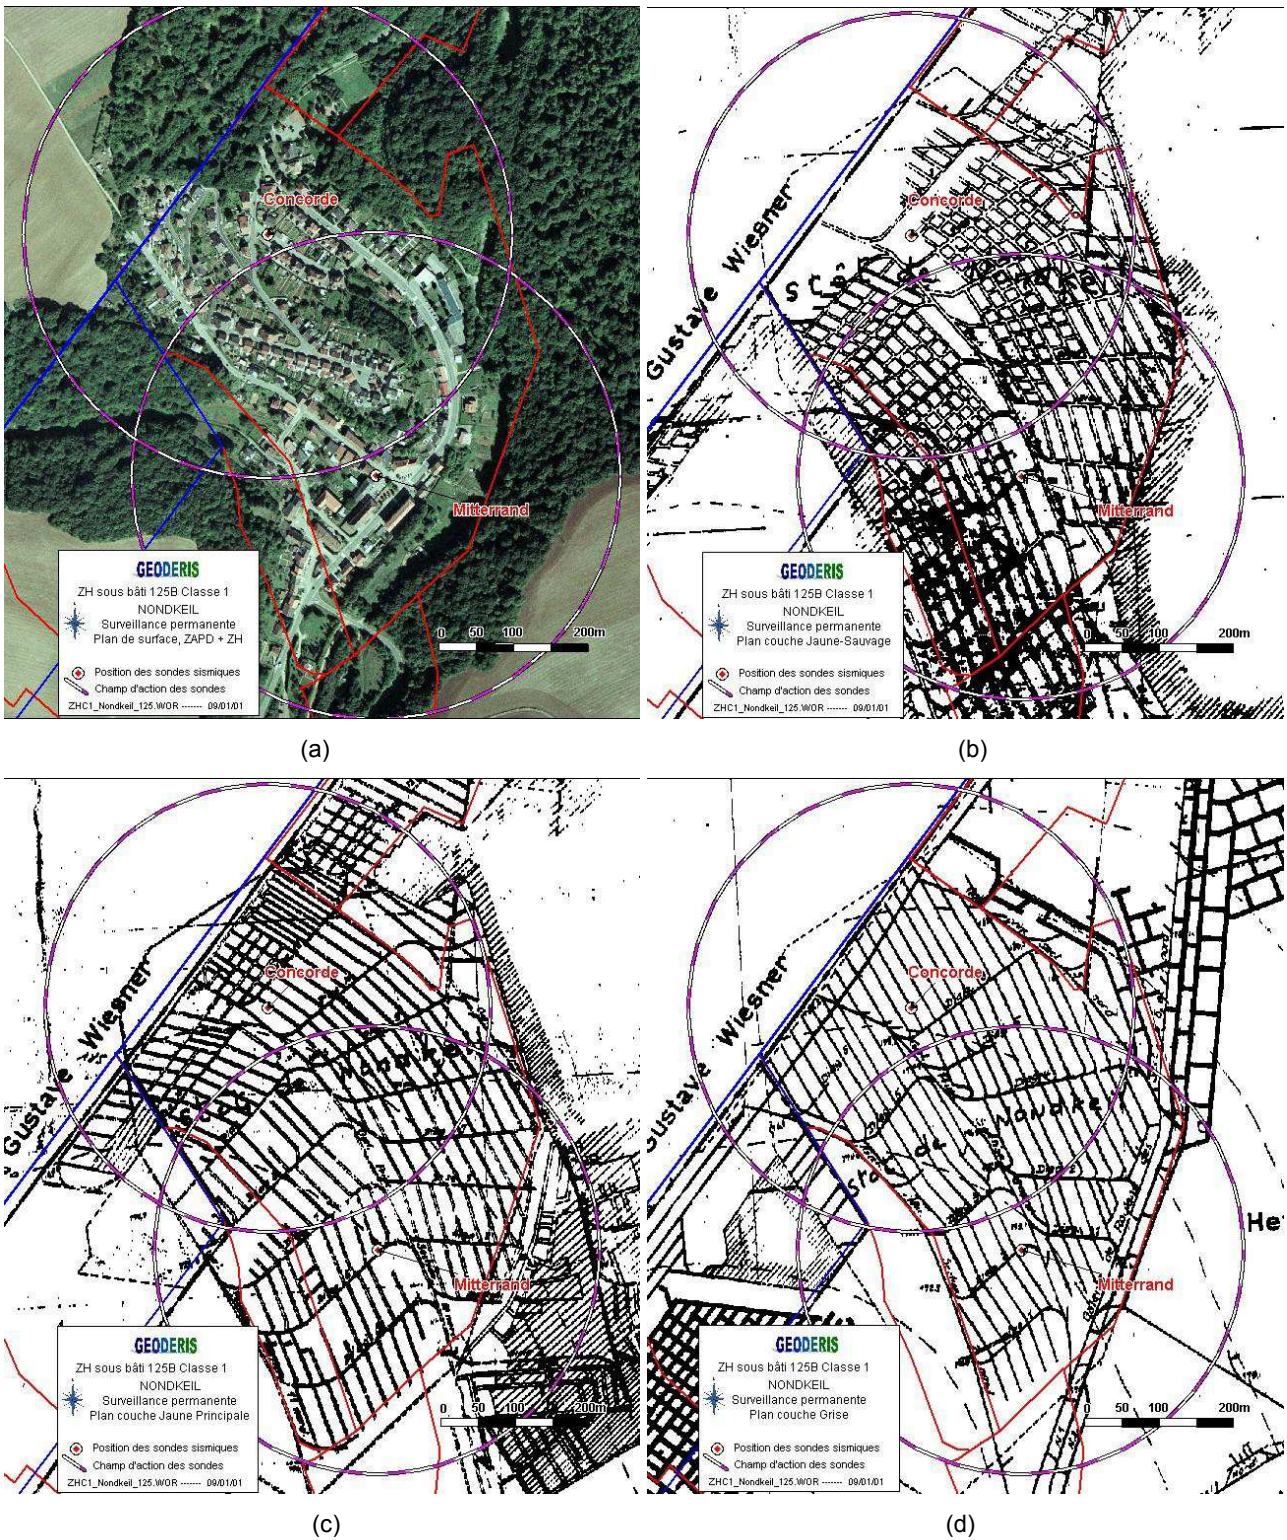 Concorde
Mitterrand
GEODERIS
ZH sous bâti 125B Classe 1
NONDKEIL
Surveillance permanente
Plan de surface, ZAPD + ZH
Position des sondes sismiques
Champ d'action des sondes
ZHC1_Nondkeil_125.WOR ------- 09/01/01
0 50 100 200m
(a)
Gustave Wiesner
Concorde
Mitterrand
GEODERIS
ZH sous bâti 125B Classe 1
NONDKEIL
Surveillance permanente
Plan couche Jaune-Sauvage
Position des sondes sismiques
Champ d'action des sondes
ZHC1_Nondkeil_125.WOR ------- 09/01/01
0 50 100 200m
(b)
Gustave Wiesner
Concorde
Mitterrand
GEODERIS
ZH sous bâti 125B Classe 1
NONDKEIL
Surveillance permanente
Plan couche Jaune Principale
Position des sondes sismiques
Champ d'action des sondes
ZHC1_Nondkeil_125.WOR ------- 09/01/01
0 50 100 200m
(c)
Gustave Wiesner
Concorde
Nondke
Stot de
Mitterrand
GEODERIS
ZH sous bâti 125B Classe 1
NONDKEIL
Surveillance permanente
Plan couche Grise
Position des sondes sismiques
Champ d'action des sondes
ZHC1_Nondkeil_125.WOR ------- 09/01/01
0 50 100 200m
(d)